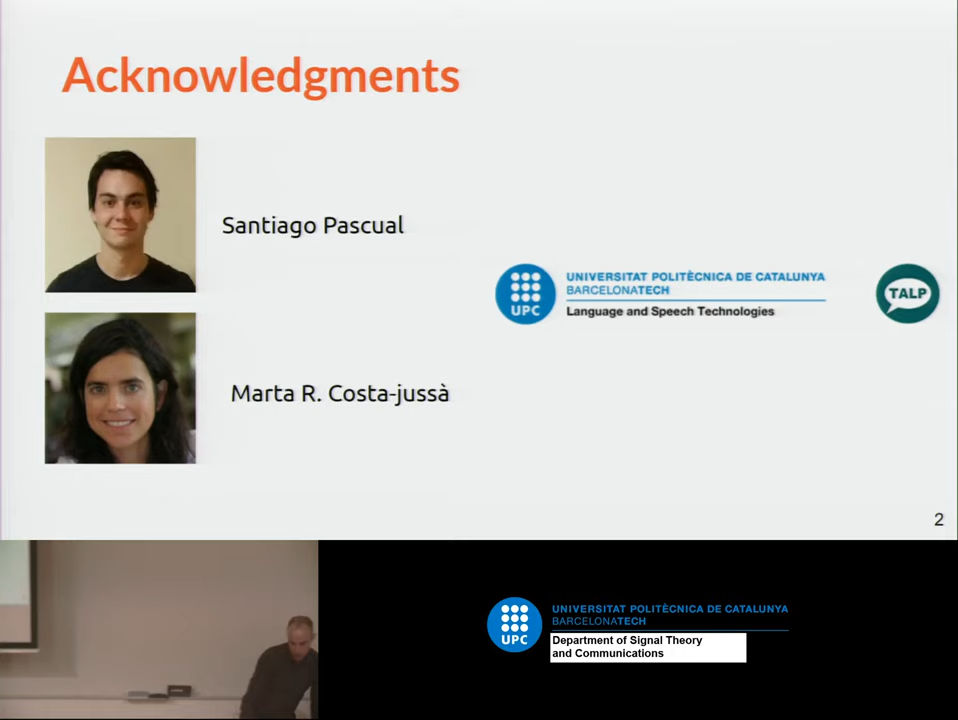 Acknowledgments
Santiago Pascual
UPC
UNIVERSITAT POLITÈCNICA DE CATALUNYA
BARCELONATECH
Language and Speech Technologies
TALP
Marta R. Costa-jussà
2
UPC
UNIVERSITAT POLITÈCNICA DE CATALUNYA
BARCELONATECH
Department of Signal Theory
and Communications